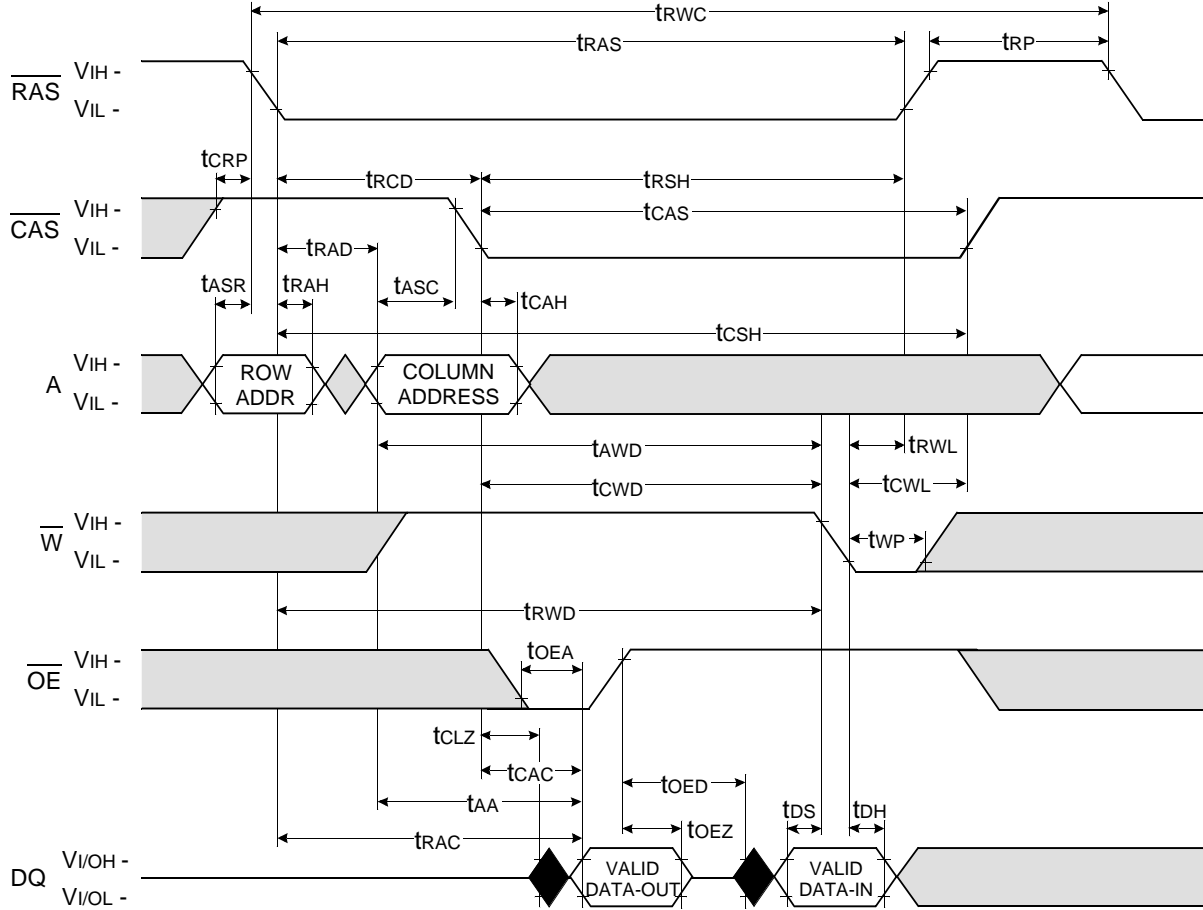 tRWC
tRAS
tRP
RAS
VIH -
VIL -
tCRP
tRCD
tRSH
CAS
VIH -
VIL -
tCAS
tRAD
tASR
tRAH
tASC
tCAH
tCSH
A
VIH -
VIL -
ROW
ADDR
COLUMN
ADDRESS
tAWD
tRWL
tCWD
tCWL
W
VIH -
VIL -
tWP
tRWD
OE
VIH -
VIL -
tOEA
tCLZ
tCAC
tOED
tAA
tOEZ
tDS
tDH
tRAC
DQ
VI/OH -
VI/OL -
VALID
DATA-OUT
VALID
DATA-IN